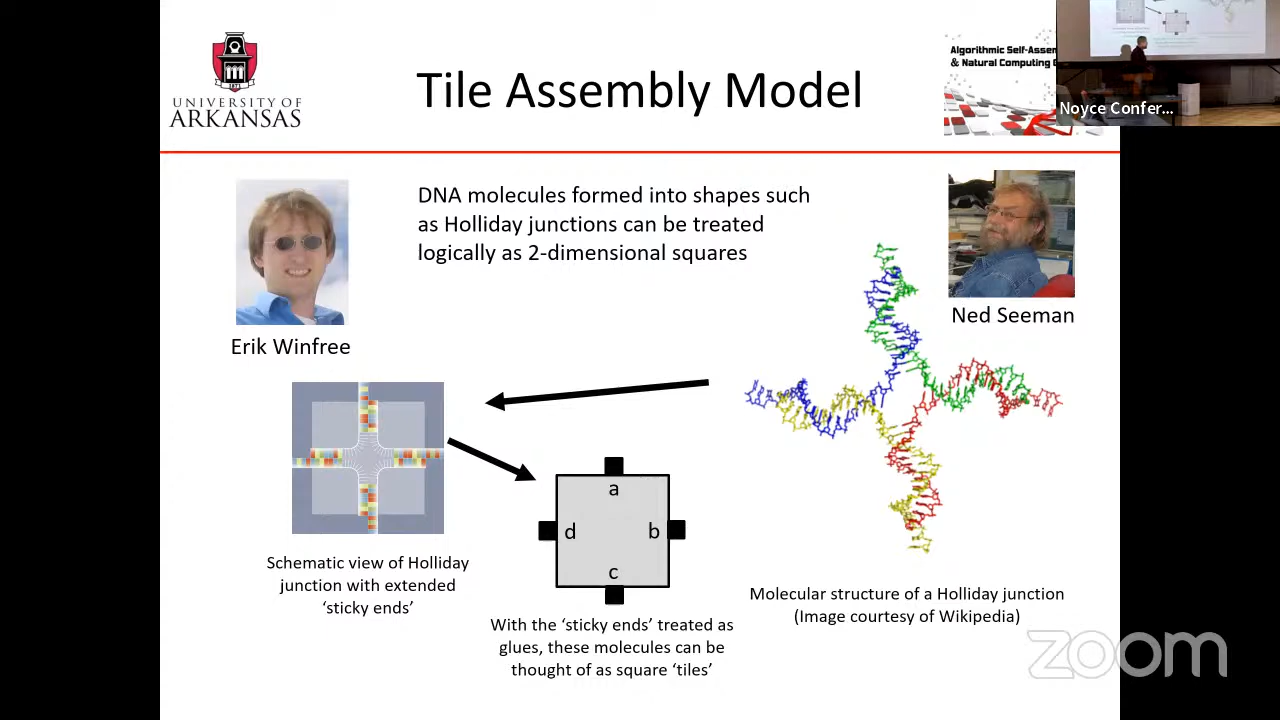 1871
UNIVERSITY OF
ARKANSAS
Tile Assembly Model
Algorithmic Self-Assem
& Natural Computing
Noyce Confer...
DNA molecules formed into shapes such
as Holliday junctions can be treated
logically as 2-dimensional squares
Erik Winfree
Ned Seeman
a
d
b
c
Schematic view of Holliday
junction with extended
‘sticky ends’
With the ‘sticky ends’ treated as
glues, these molecules can be
thought of as square ‘tiles’
Molecular structure of a Holliday junction
(Image courtesy of Wikipedia)
zoom